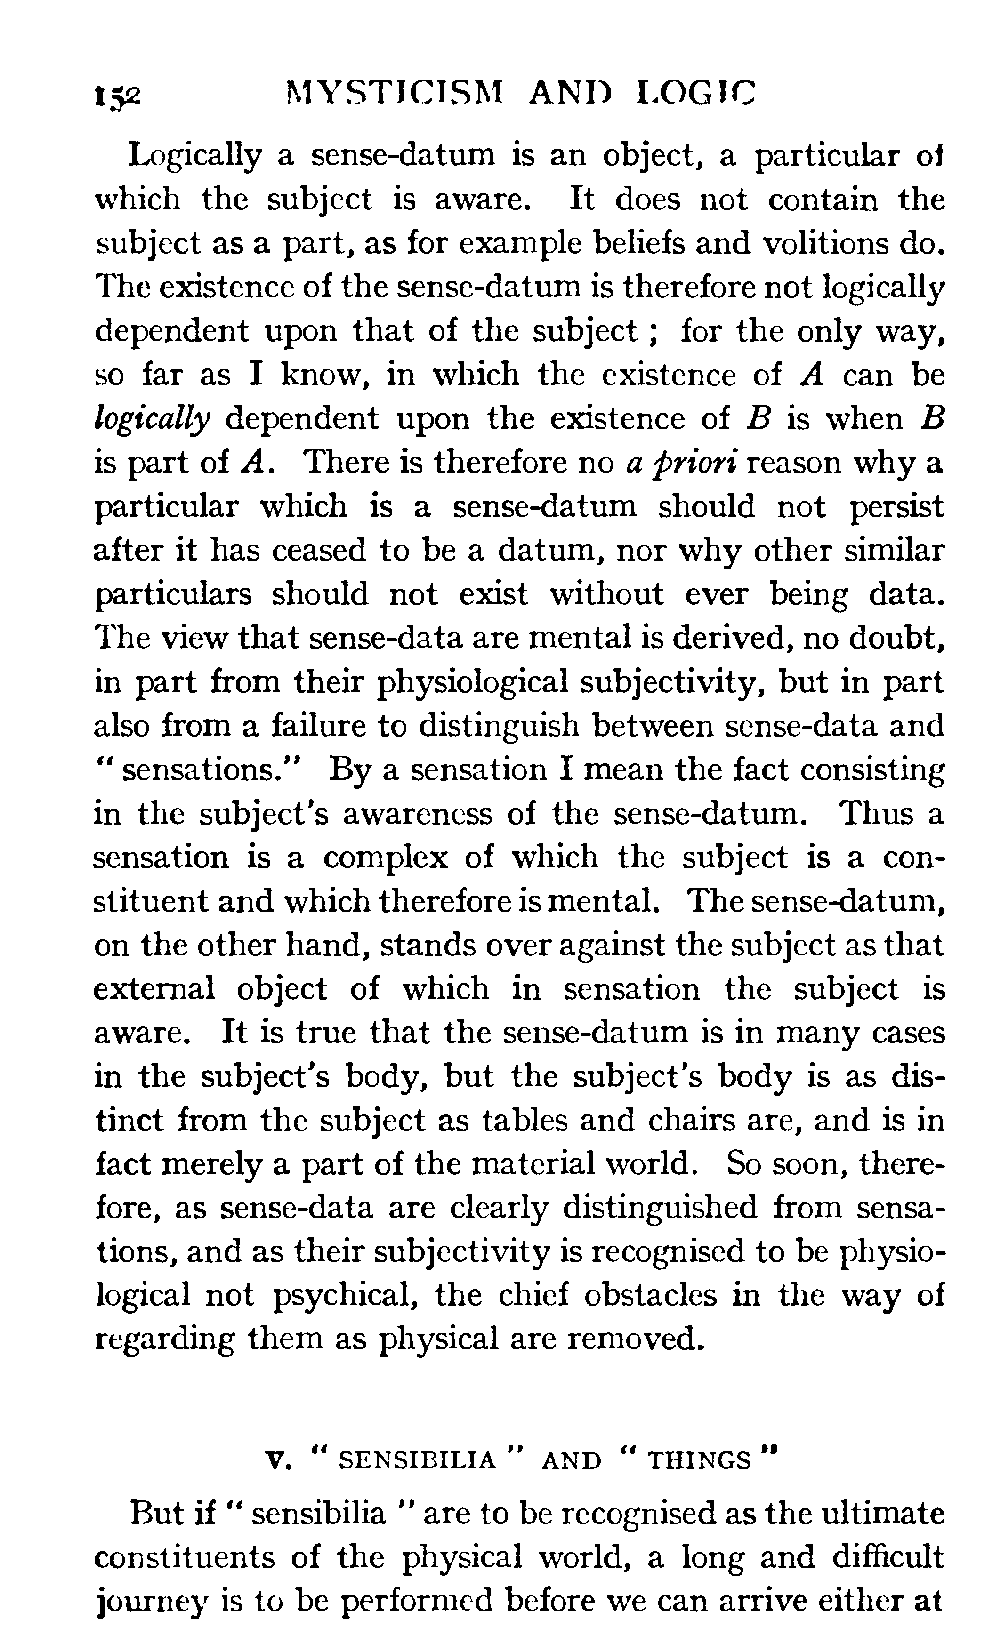 152 MYSTICISM AND LOGIC
Logically a sense-datum is an object, a particular of
which the subject is aware. It does not contain the
subject as a part, as for example beliefs and volitions do.
The existence of the sense-datum is therefore not logically
dependent upon that of the subject ; for the only way,
so far as I know, in which the existence of A can be
logically dependent upon the existence of B is when B
is part of A. There is therefore no a priori reason why a
particular which is a sense-datum should not persist
after it has ceased to be a datum, nor why other similar
particulars should not exist without ever being data.
The view that sense-data are mental is derived, no doubt,
in part from their physiological subjectivity, but in part
also from a failure to distinguish between sense-data and
" sensations." By a sensation I mean the fact consisting
in the subject's awareness of the sense-datum. Thus a
sensation is a complex of which the subject is a con-
stituent and which therefore is mental. The sense-datum,
on the other hand, stands over against the subject as that
external object of which in sensation the subject is
aware. It is true that the sense-datum is in many cases
in the subject's body, but the subject's body is as dis-
tinct from the subject as tables and chairs are, and is in
fact merely a part of the material world. So soon, there-
fore, as sense-data are clearly distinguished from sensa-
tions, and as their subjectivity is recognised to be physio-
logical not psychical, the chief obstacles in the way of
regarding them as physical are removed.
V. " SENSIBILIA " AND " THINGS "
But if " sensibilia " are to be recognised as the ultimate
constituents of the physical world, a long and difficult
journey is to be performed before we can arrive either at